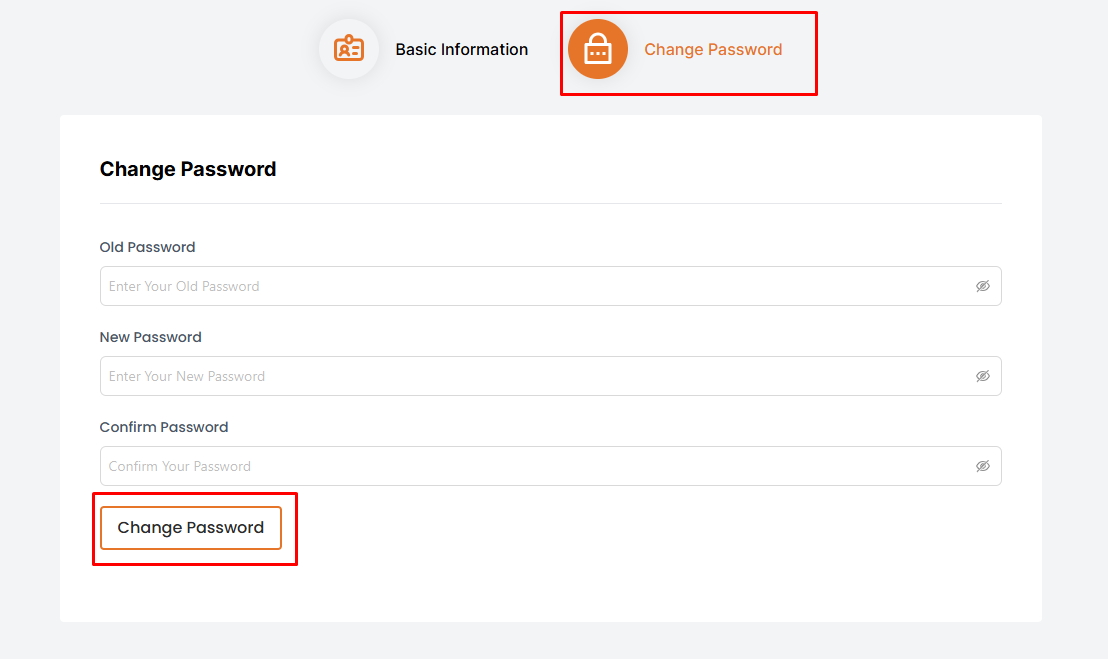 Basic Information
Change Password
Change Password
Old Password
Enter Your Old Password
New Password
Enter Your New Password
Confirm Password
Confirm Your Password
Change Password